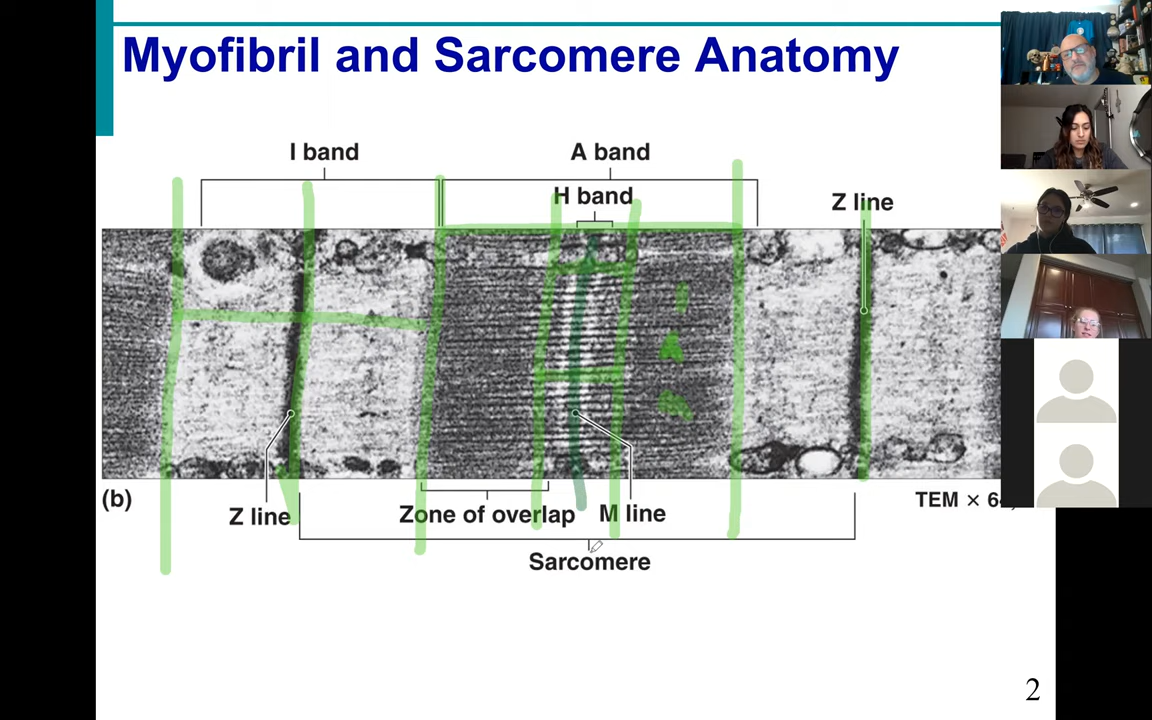 Myofibril and Sarcomere Anatomy
I band
A band
H band
Z line
A
(b)
Z line
Zone of overlap
M line
TEM × 6
Sarcomere
2